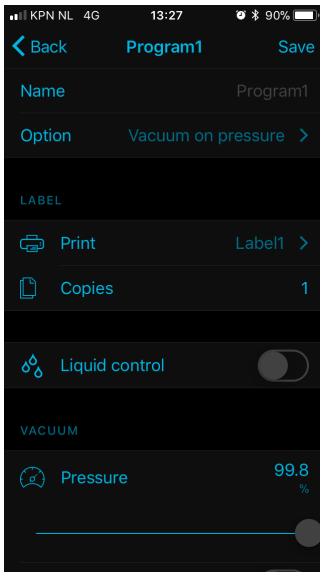 KPN NL 4G 13:27 90%
Back Program1 Save
Name Program1
Option Vacuum on pressure
LABEL
Print Label1
Copies 1
Liquid control
VACUUM
Pressure 99.8
%